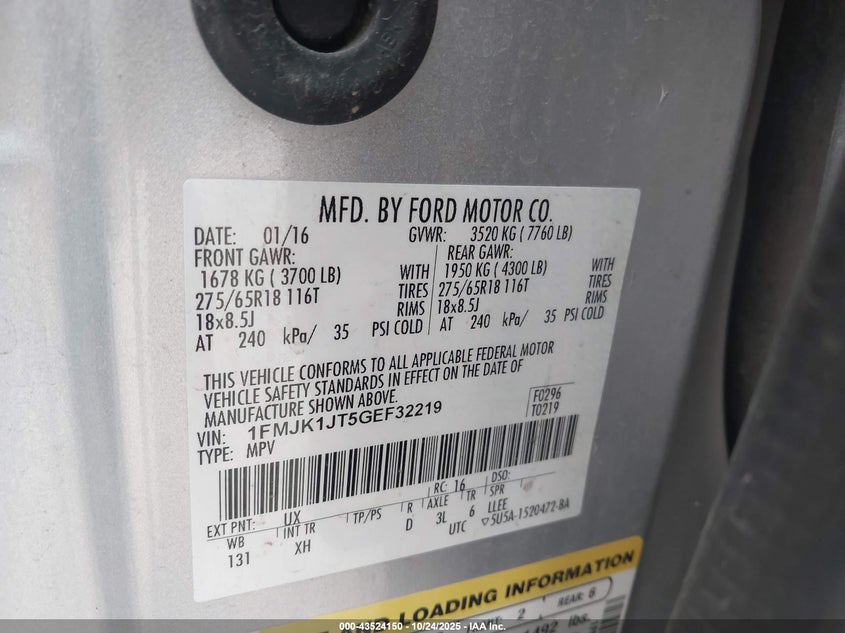 MFD. BY FORD MOTOR CO.
DATE: 01/16 GVWR: 3520 KG ( 7760 LB)
FRONT GAWR: REAR GAWR:
1678 KG ( 3700 LB) WITH 1950 KG ( 4300 LB) WITH
275/65R18 116T TIRES 275/65R18 116T TIRES
18x8.5J RIMS 18x8.5J RIMS
AT 240 kPa/ 35 PSI COLD AT 240 kPa/ 35 PSI COLD
THIS VEHICLE CONFORMS TO ALL APPLICABLE FEDERAL MOTOR
VEHICLE SAFETY STANDARDS IN EFFECT ON THE DATE OF
MANUFACTURE SHOWN ABOVE.
F0296
T0219
VIN: 1FMJK1JT5GEF32219
TYPE: MPV
EXT PNT: UX RC: 16 DSO:
WB INT TR TP/PS R AXLE TR SPR
131 XH D 3L 6 LLEE
UTC ▽5U5A-1520472-BA
AND LOADING INFORMATION
2 REAR: 6
lbs.
000-43524150 - 10/24/2025 - IAA Inc.